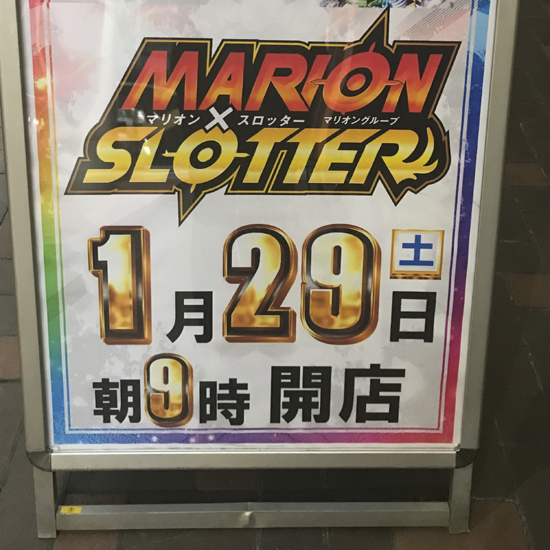 MARION
マリオン×スロッター マリオングループ
SLOTTER
1月29日 土
朝9時 開店